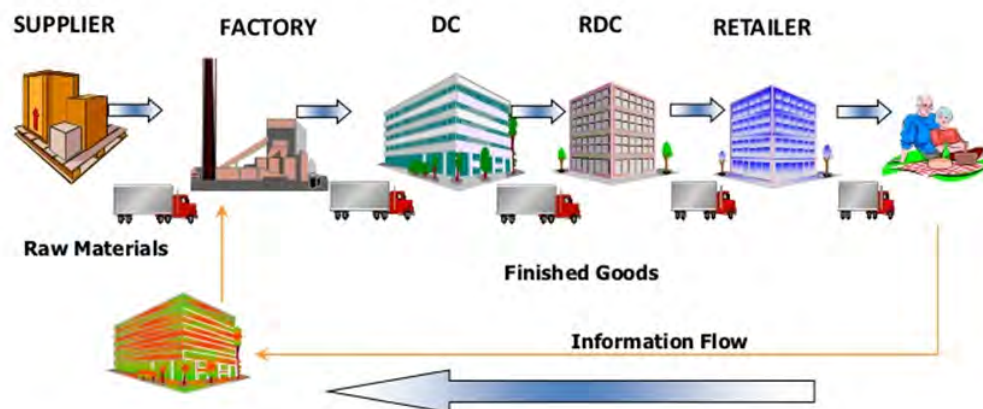 SUPPLIER
FACTORY
DC
RDC
RETAILER
Raw Materials
Finished Goods
Information Flow